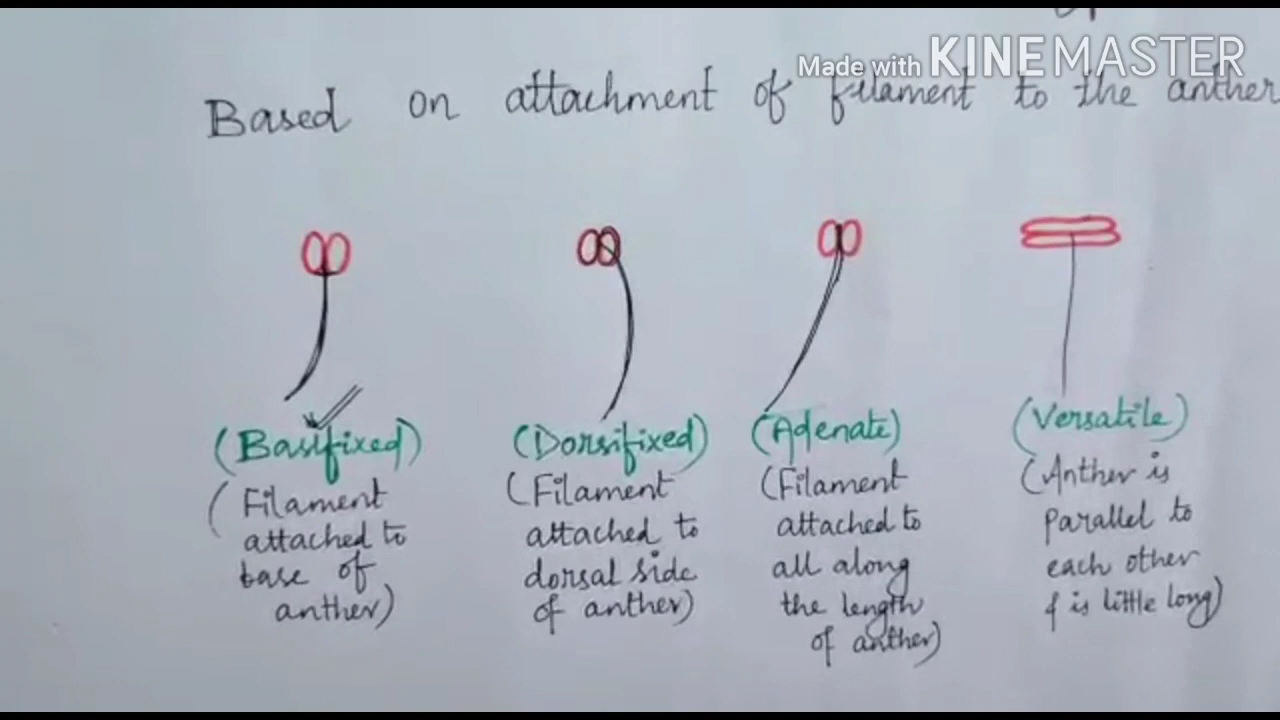 Made with KINEMASTER
Based on attachment of filament to the anther
(Basifixed)
(Filament
attached to
base of
anther)
(Dorsifixed)
(Filament
attached to
dorsal side
of anther)
(Adenate)
(Filament
attached to
all along
the length
of anther)
(Versatile)
(Anther is
parallel to
each other
& is little long)